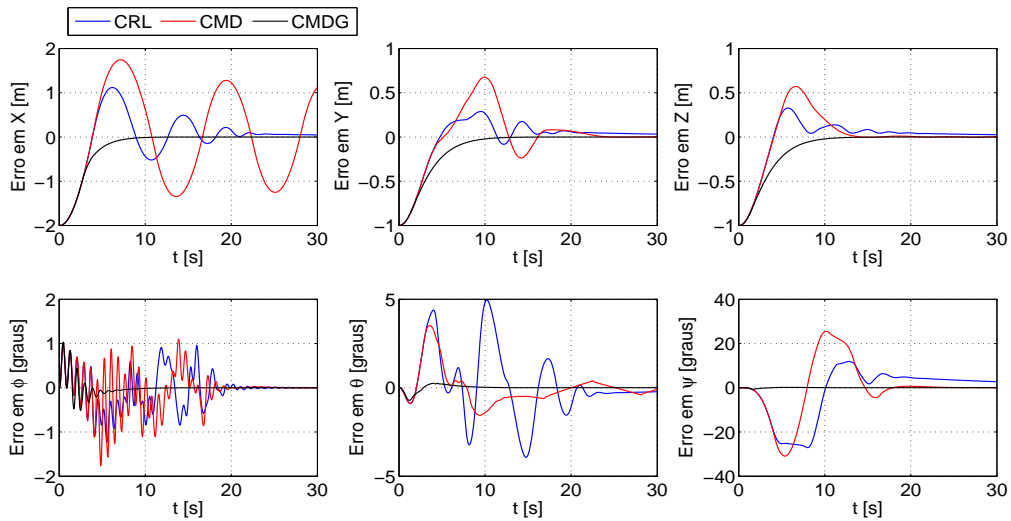 CRL CMD CMDG
2
1
0
−1
−2
0 10 20 30
Erro em X [m]
t [s]
1
0.5
0
−0.5
−1
0 10 20 30
Erro em Y [m]
t [s]
1
0.5
0
−0.5
−1
0 10 20 30
Erro em Z [m]
t [s]
2
1
0
−1
−2
0 10 20 30
Erro em ϕ [graus]
t [s]
5
0
−5
0 10 20 30
Erro em θ [graus]
t [s]
40
20
0
−20
−40
0 10 20 30
Erro em ψ [graus]
t [s]